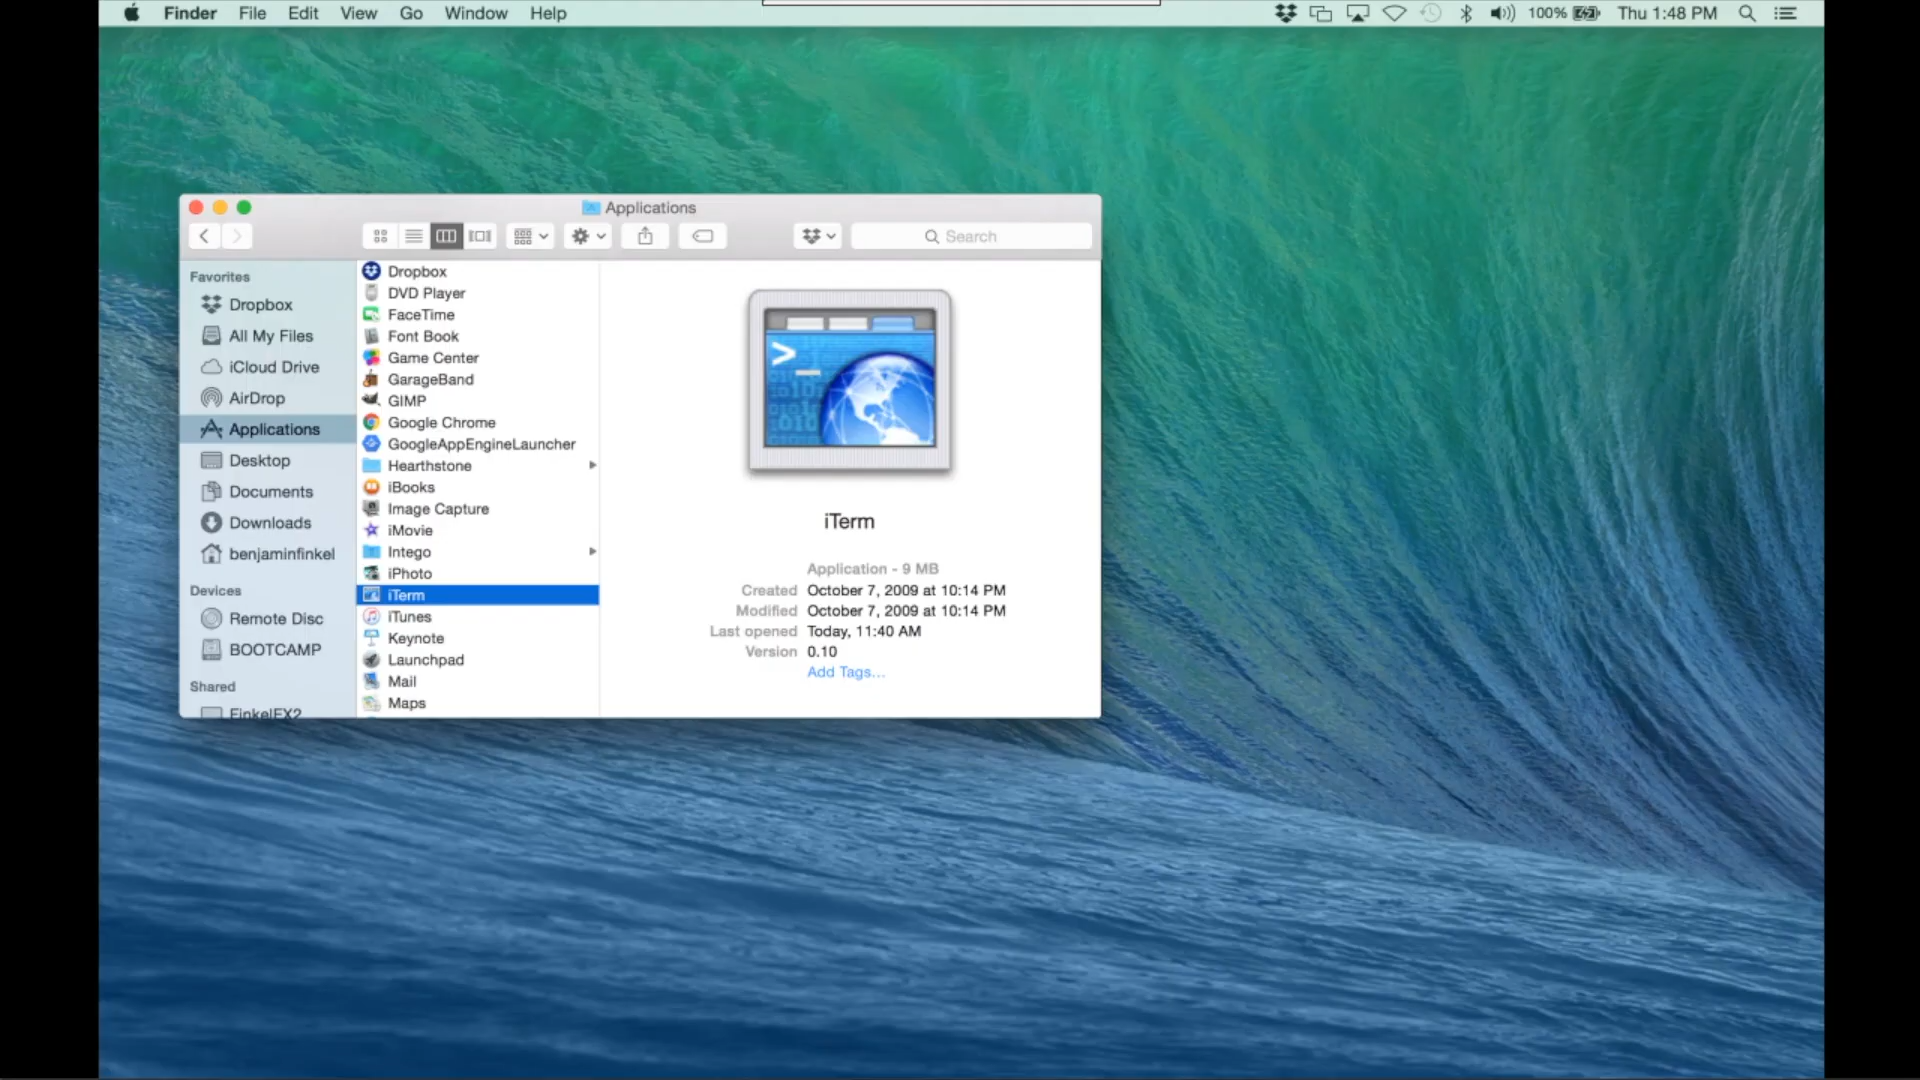 Finder File Edit View Go Window Help 100% Thu 1:48 PM
Applications
Search
Favorites
Dropbox
All My Files
iCloud Drive
AirDrop
Applications
Desktop
Documents
Downloads
benjaminfinkel
Devices
Remote Disc
BOOTCAMP
Shared
FinkelFX2
Dropbox
DVD Player
FaceTime
Font Book
Game Center
GarageBand
GIMP
Google Chrome
GoogleAppEngineLauncher
Hearthstone
iBooks
Image Capture
iMovie
Intego
iPhoto
iTerm
iTunes
Keynote
Launchpad
Mail
Maps
iTerm
Application - 9 MB
Created October 7, 2009 at 10:14 PM
Modified October 7, 2009 at 10:14 PM
Last opened Today, 11:40 AM
Version 0.10
Add Tags...